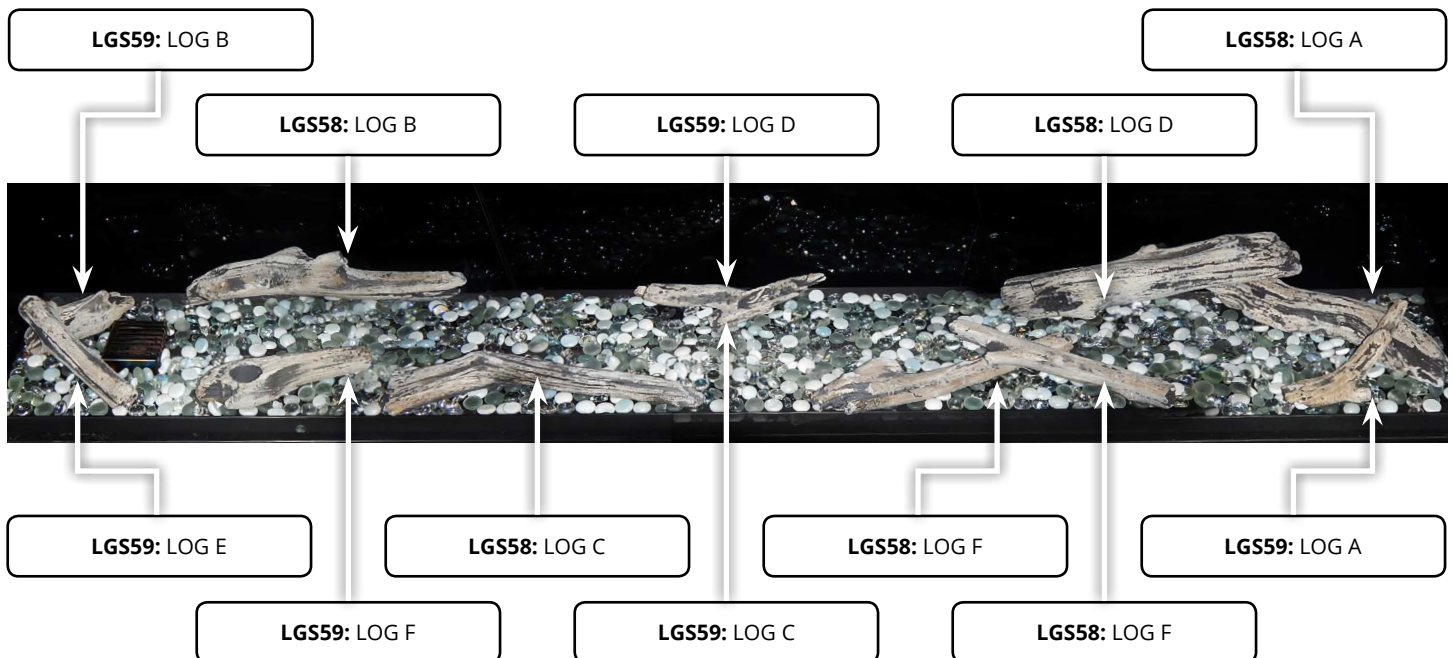 LGS59: LOG B
LGS58: LOG A
LGS58: LOG B
LGS59: LOG D
LGS58: LOG D
LGS59: LOG E
LGS58: LOG C
LGS58: LOG F
LGS59: LOG A
LGS59: LOG F
LGS59: LOG C
LGS58: LOG F